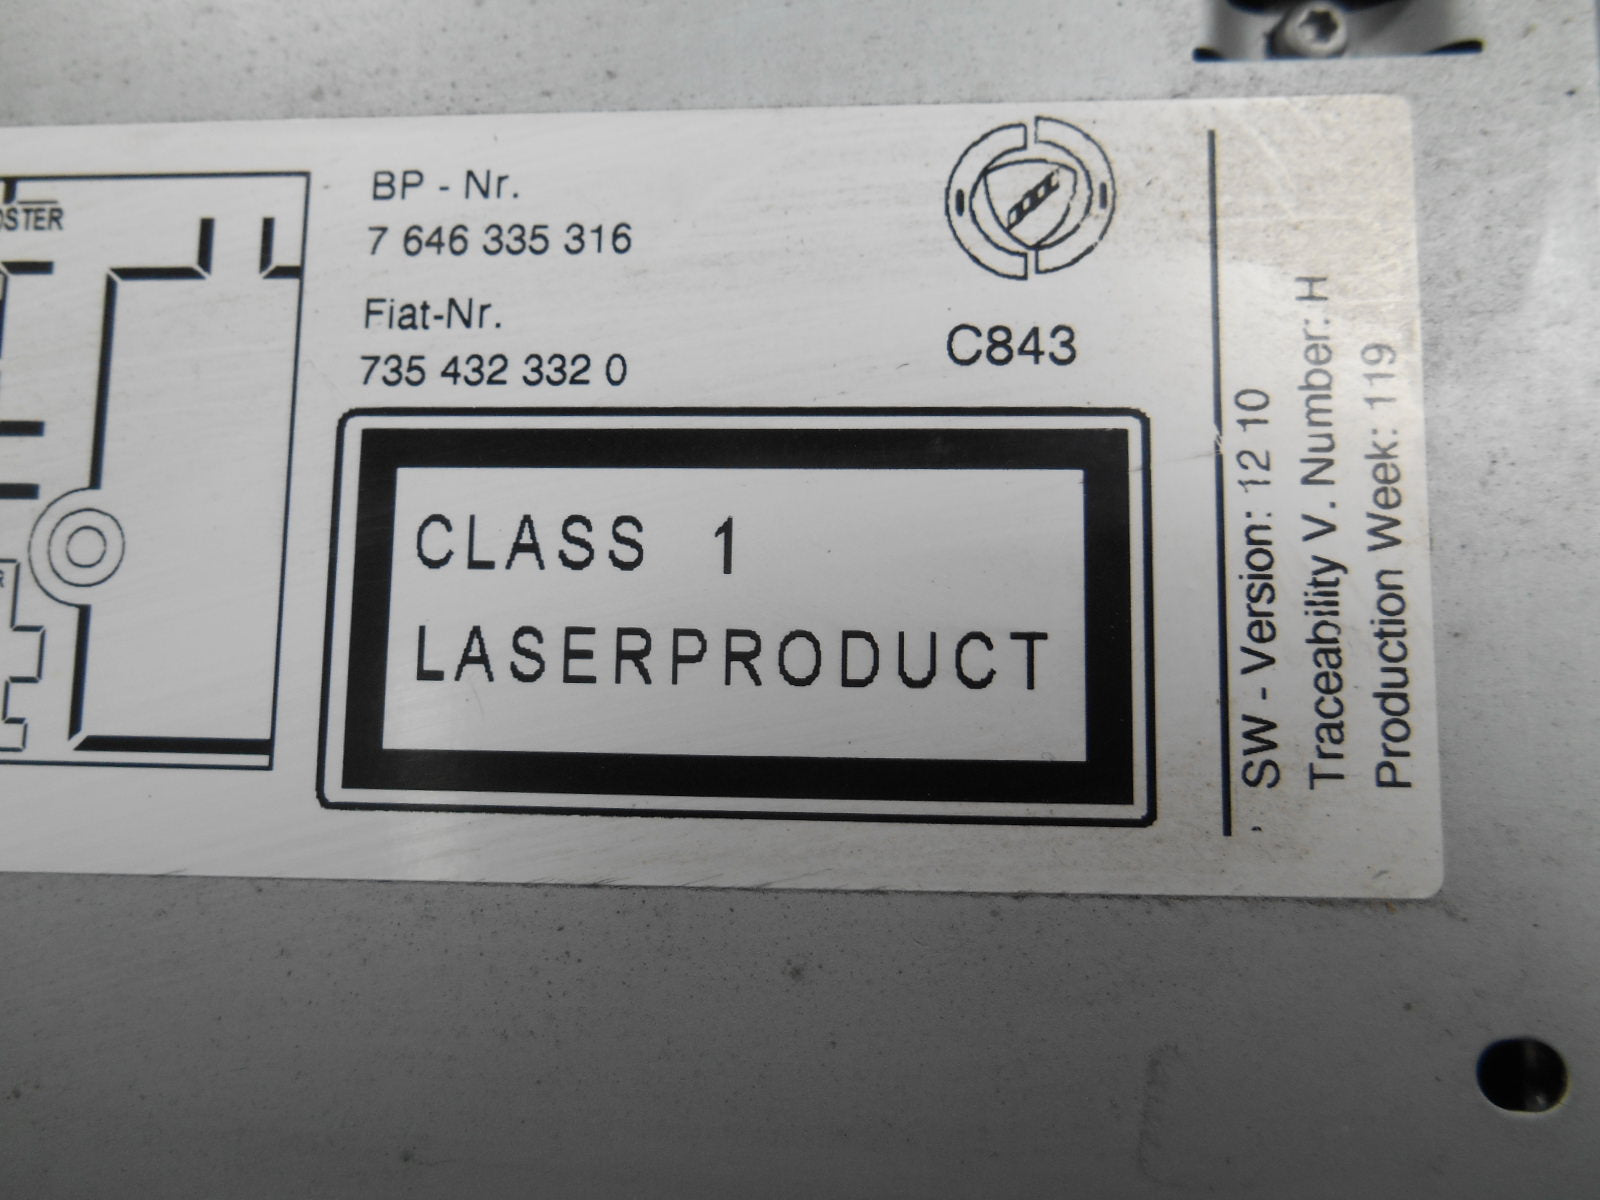 BP - Nr.
7 646 335 316
Fiat-Nr.
735 432 332 0
C843
CLASS 1
LASERPRODUCT
SW - Version: 12 10
Traceability V. Number: H
Production Week: 119